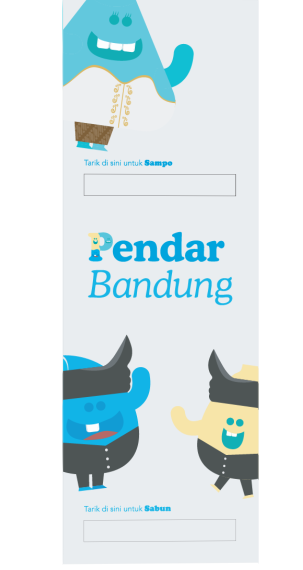 Tarik di sini untuk Sampo
Pendar
Bandung
Tarik di sini untuk Sabun